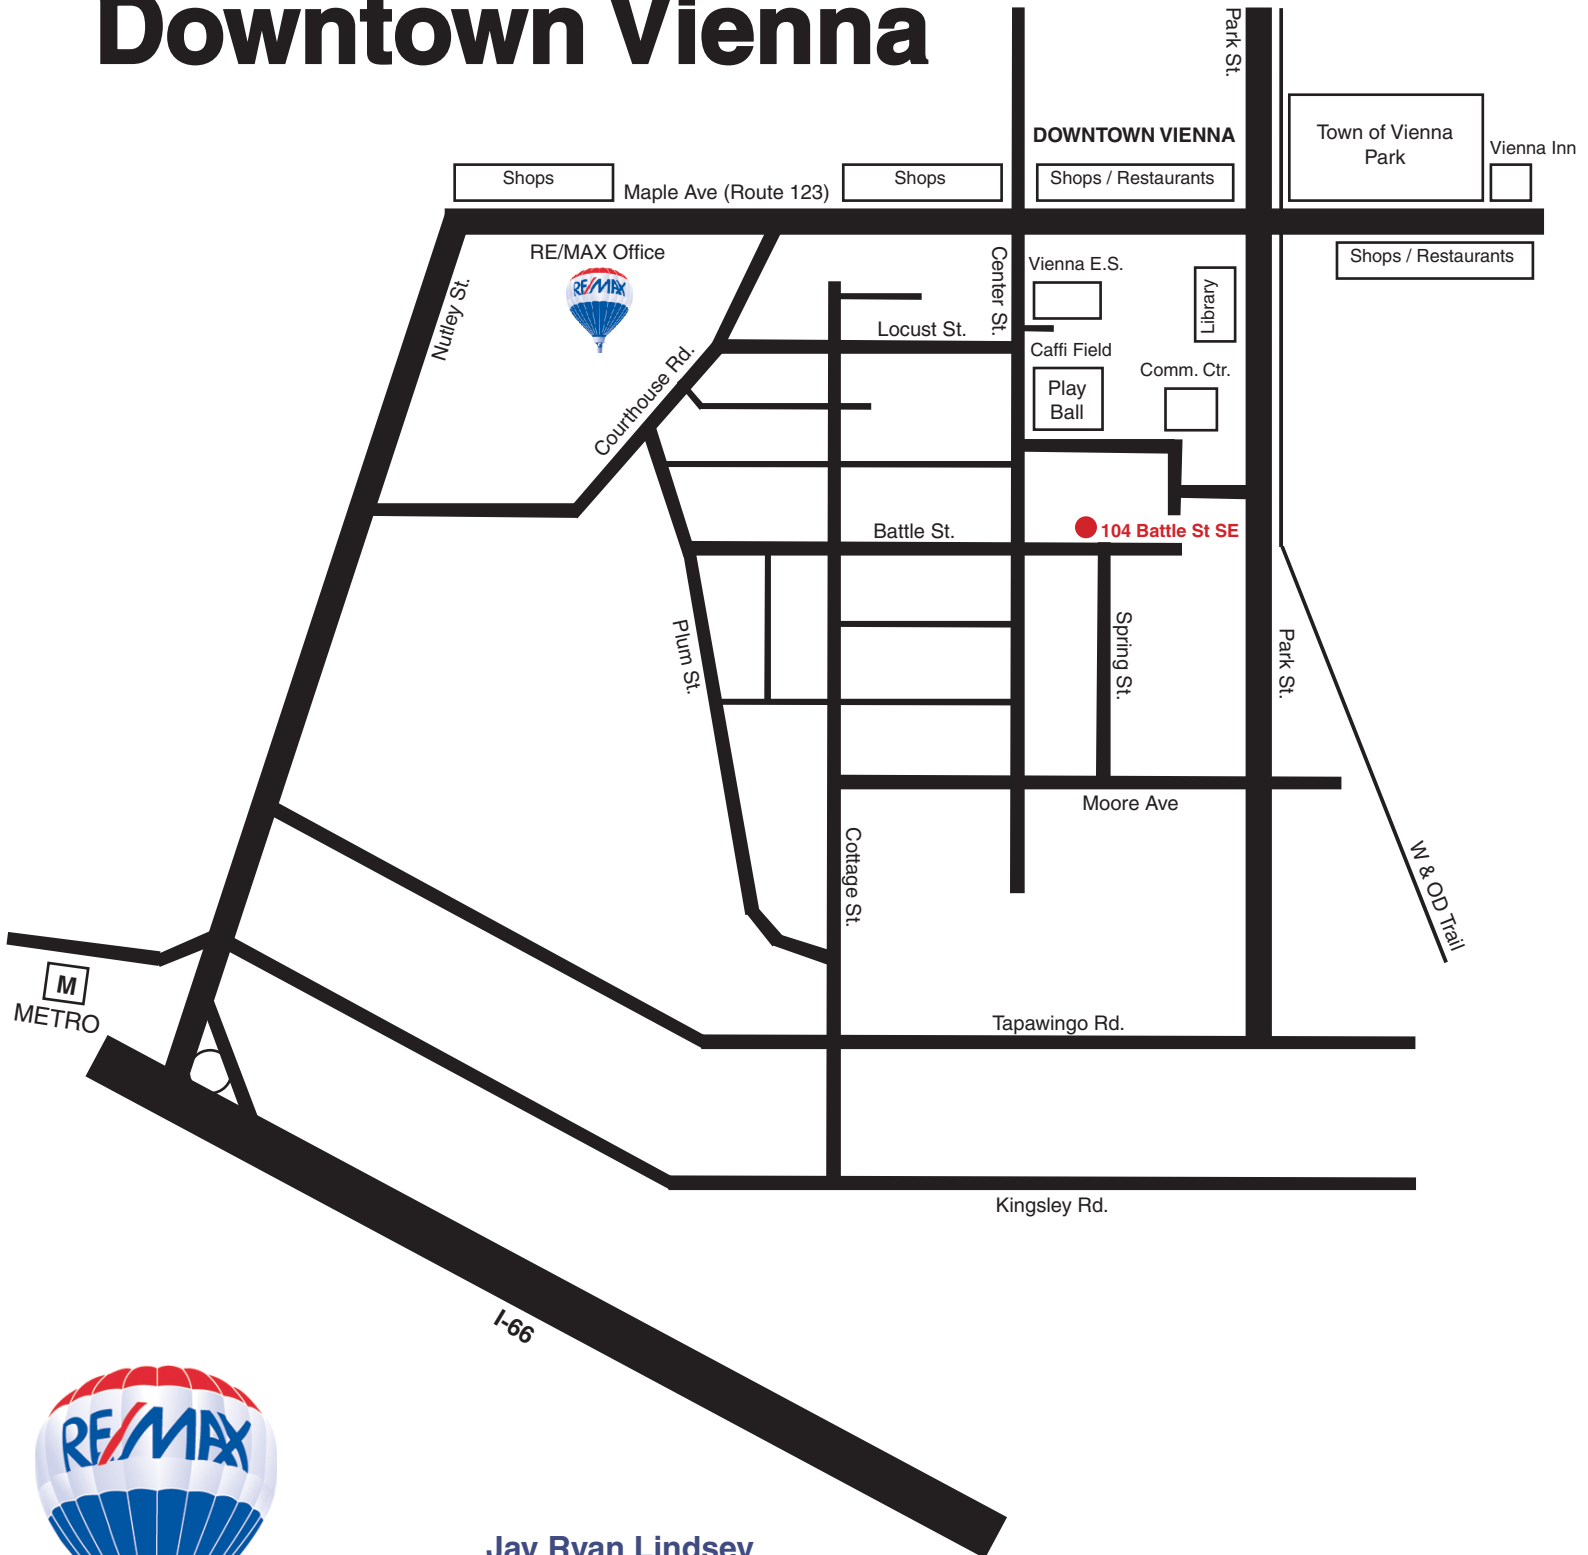 Downtown Vienna
Park St.
DOWNTOWN VIENNA
Town of Vienna
Park
Vienna Inn
Shops
Maple Ave (Route 123)
Shops
Shops / Restaurants
RE/MAX Office
RE/MAX
Nutley St.
Courthouse Rd.
Locust St.
Center St.
Vienna E.S.
Library
Shops / Restaurants
Caffi Field
Play
Ball
Comm. Ctr.
Battle St.
104 Battle St SE
Plum St.
Spring St.
Park St.
Moore Ave
Cottage St.
W & OD Trail
M
METRO
Tapawingo Rd.
Kingsley Rd.
I-66
RE/MAX
Jay Ryan Lindsey